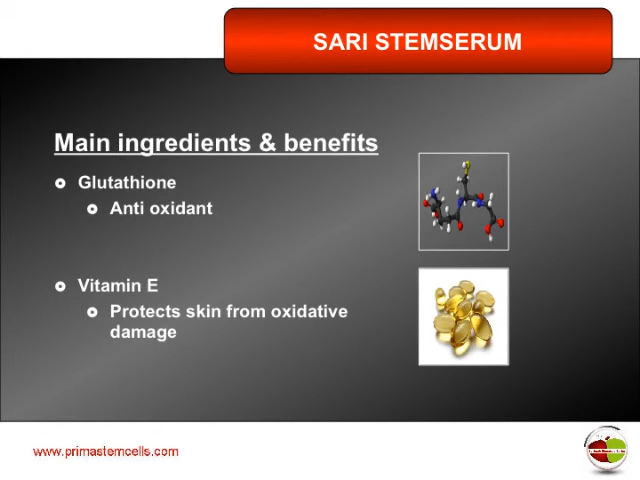 SARI STEMSERUM
Main ingredients & benefits
Glutathione
Anti oxidant
Vitamin E
Protects skin from oxidative
damage
www.primastemcells.com